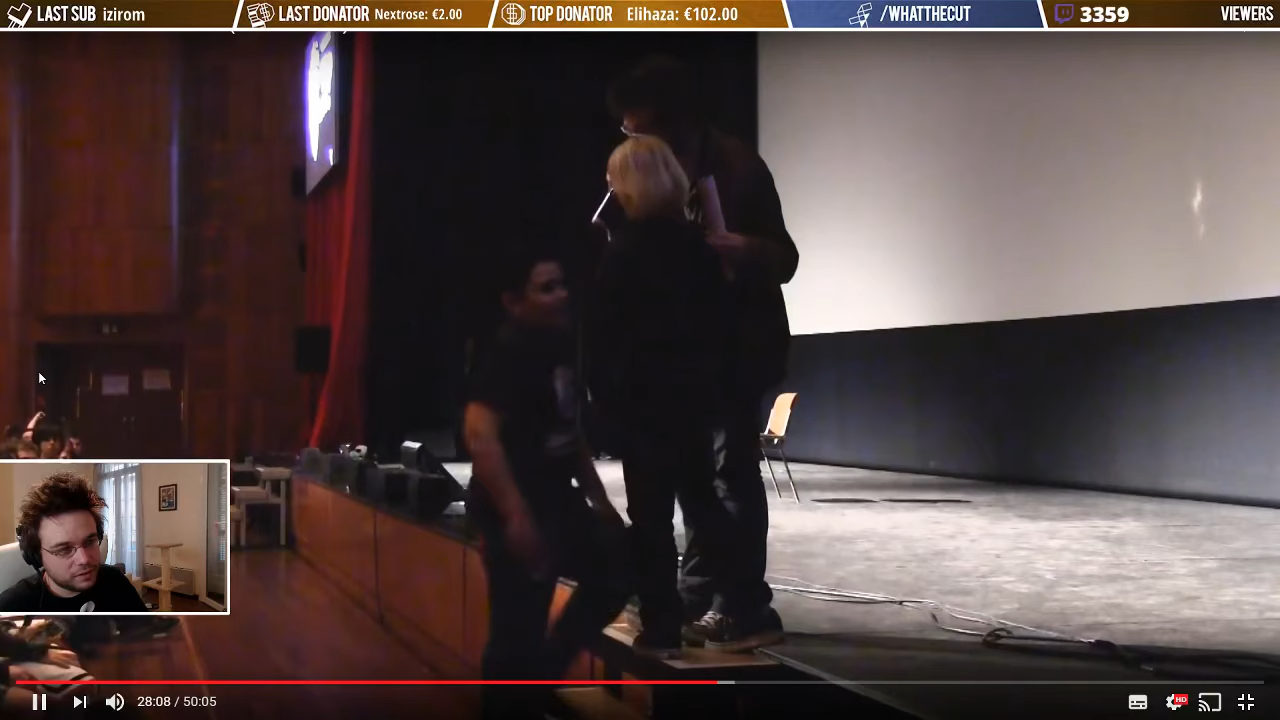 LAST SUB izirom
LAST DONATOR Nextrose: €2.00
TOP DONATOR Elihaza: €102.00
/WHATTHECUT
3359 VIEWERS
28:08 / 50:05
HD